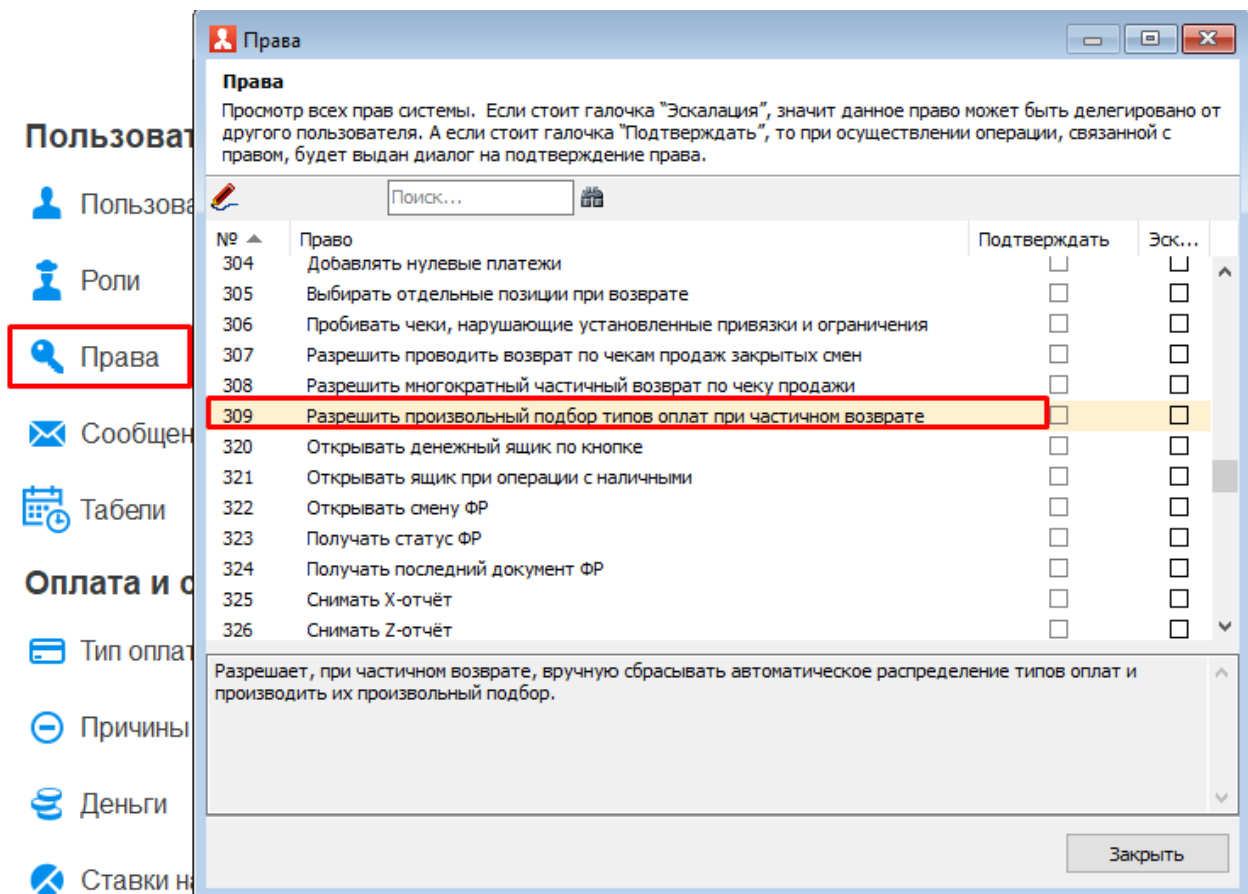 Права
Права
Просмотр всех прав системы. Если стоит галочка "Эскалация", значит данное право может быть делегировано от
другого пользователя. А если стоит галочка "Подтверждать", то при осуществлении операции, связанной с
правом, будет выдан диалог на подтверждение права.
Поиск...
№ Право Подтверждать Эск...
304 Добавлять нулевые платежи
305 Выбирать отдельные позиции при возврате
306 Пробивать чеки, нарушающие установленные привязки и ограничения
307 Разрешить проводить возврат по чекам продаж закрытых смен
308 Разрешить многократный частичный возврат по чеку продажи
309 Разрешить произвольный подбор типов оплат при частичном возврате
320 Открывать денежный ящик по кнопке
321 Открывать ящик при операции с наличными
322 Открывать смену ФР
323 Получать статус ФР
324 Получать последний документ ФР
325 Снимать X-отчёт
326 Снимать Z-отчёт
Разрешает, при частичном возврате, вручную сбрасывать автоматическое распределение типов оплат и
производить их произвольный подбор.
Закрыть
Пользоват
Пользова
Роли
Права
Сообщен
Табели
Оплата и с
Тип оплат
Причины
Деньги
Ставки на